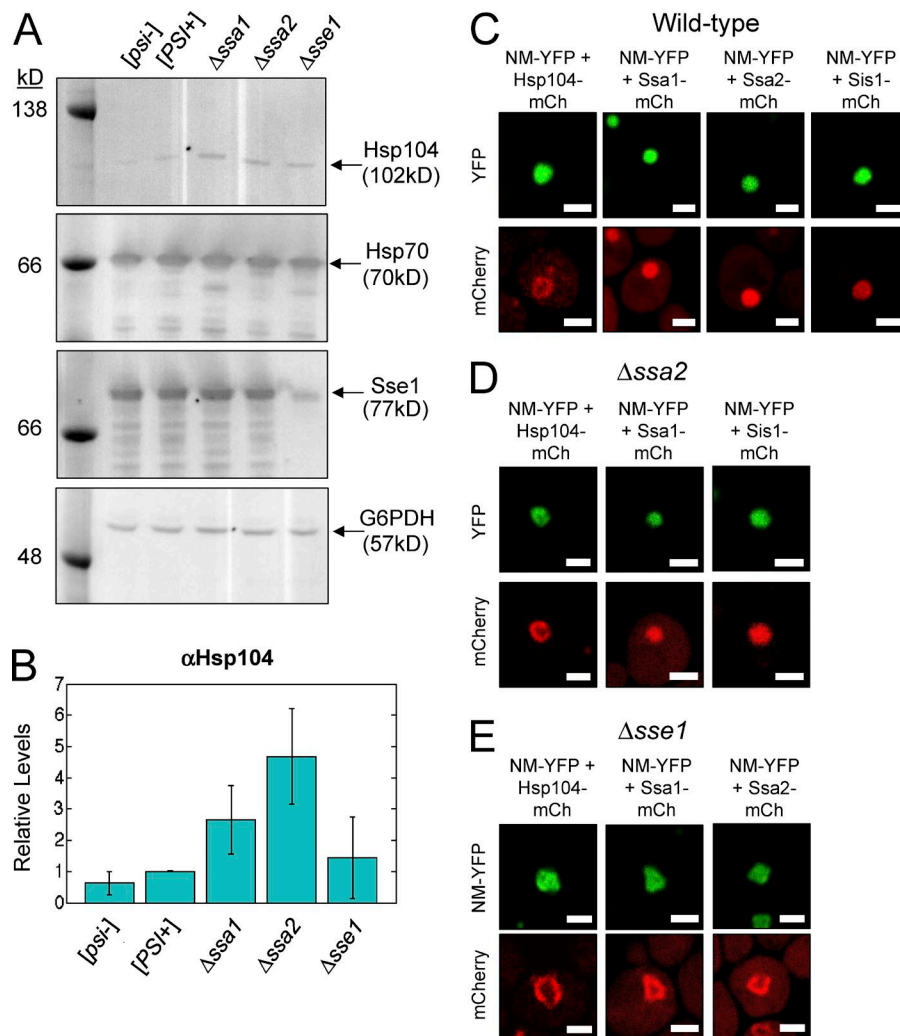 A
[psi-]
[PSI+]
Δssa1
Δssa2
Δsse1
kD
138
Hsp104
(102kD)
66
Hsp70
(70kD)
66
Sse1
(77kD)
48
G6PDH
(57kD)
B
αHsp104
Relative Levels
7
6
5
4
3
2
1
0
[psi-]
[PSI+]
Δssa1
Δssa2
Δsse1
C
Wild-type
NM-YFP +
Hsp104-
mCh
NM-YFP
+ Ssa1-
mCh
NM-YFP
+ Ssa2-
mCh
NM-YFP
+ Sis1-
mCh
YFP
mCherry
D
Δssa2
NM-YFP +
Hsp104-
mCh
NM-YFP
+ Ssa1-
mCh
NM-YFP
+ Sis1-
mCh
YFP
mCherry
E
Δsse1
NM-YFP +
Hsp104-
mCh
NM-YFP
+ Ssa1-
mCh
NM-YFP
+ Ssa2-
mCh
NM-YFP
mCherry